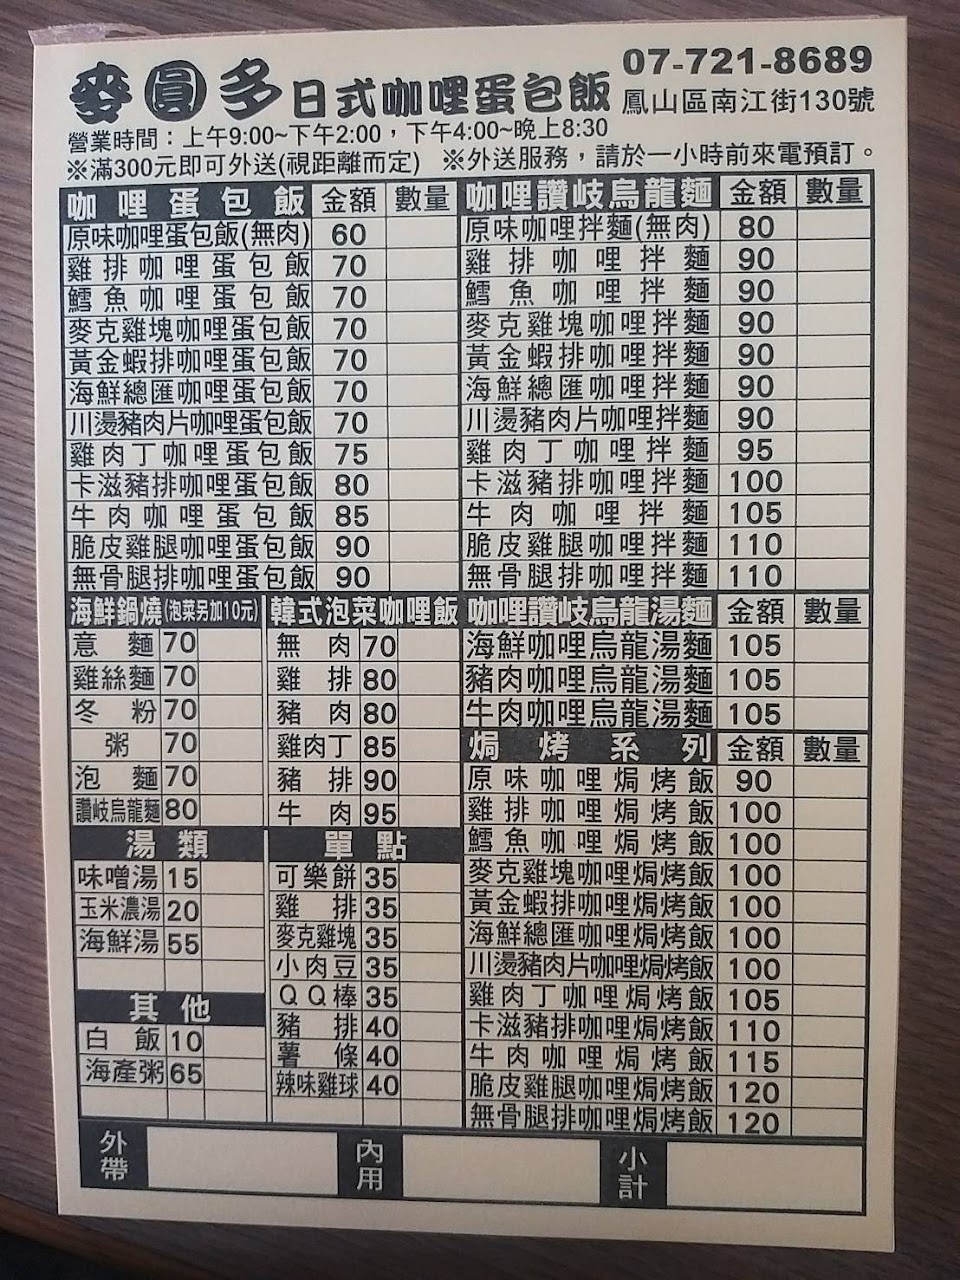 麥圓多日式咖哩蛋包飯 07-721-8689
鳳山區南江街130號
營業時間：上午9:00~下午2:00，下午4:00~晚上8:30
※滿300元即可外送(視距離而定) ※外送服務，請於一小時前來電預訂。
咖哩蛋包飯 金額 數量
原味咖哩蛋包飯(無肉) 60
雞排咖哩蛋包飯 70
鱈魚咖哩蛋包飯 70
麥克雞塊咖哩蛋包飯 70
黃金蝦排咖哩蛋包飯 70
海鮮總匯咖哩蛋包飯 70
川燙豬肉片咖哩蛋包飯 70
雞肉丁咖哩蛋包飯 75
卡滋豬排咖哩蛋包飯 80
牛肉咖哩蛋包飯 85
脆皮雞腿咖哩蛋包飯 90
無骨腿排咖哩蛋包飯 90
咖哩讚岐烏龍麵 金額 數量
原味咖哩拌麵(無肉) 80
雞排咖哩拌麵 90
鱈魚咖哩拌麵 90
麥克雞塊咖哩拌麵 90
黃金蝦排咖哩拌麵 90
海鮮總匯咖哩拌麵 90
川燙豬肉片咖哩拌麵 90
雞肉丁咖哩拌麵 95
卡滋豬排咖哩拌麵 100
牛肉咖哩拌麵 105
脆皮雞腿咖哩拌麵 110
無骨腿排咖哩拌麵 110
海鮮鍋燒(泡菜另加10元)
意麵 70
雞絲麵 70
冬粉 70
粥 70
泡麵 70
讚岐烏龍麵 80
韓式泡菜咖哩飯
無肉 70
雞排 80
豬肉 80
雞肉丁 85
豬排 90
牛肉 95
咖哩讚岐烏龍湯麵 金額 數量
海鮮咖哩烏龍湯麵 105
豬肉咖哩烏龍湯麵 105
牛肉咖哩烏龍湯麵 105
焗烤系列 金額 數量
原味咖哩焗烤飯 90
雞排咖哩焗烤飯 100
鱈魚咖哩焗烤飯 100
麥克雞塊咖哩焗烤飯 100
黃金蝦排咖哩焗烤飯 100
海鮮總匯咖哩焗烤飯 100
川燙豬肉片咖哩焗烤飯 100
雞肉丁咖哩焗烤飯 105
卡滋豬排咖哩焗烤飯 110
牛肉咖哩焗烤飯 115
脆皮雞腿咖哩焗烤飯 120
無骨腿排咖哩焗烤飯 120
湯類
味噌湯 15
玉米濃湯 20
海鮮湯 55
其他
白飯 10
海產粥 65
單點
可樂餅 35
雞排 35
麥克雞塊 35
小肉豆 35
QQ棒 35
豬排 40
薯條 40
辣味雞球 40
外帶 內用 小計